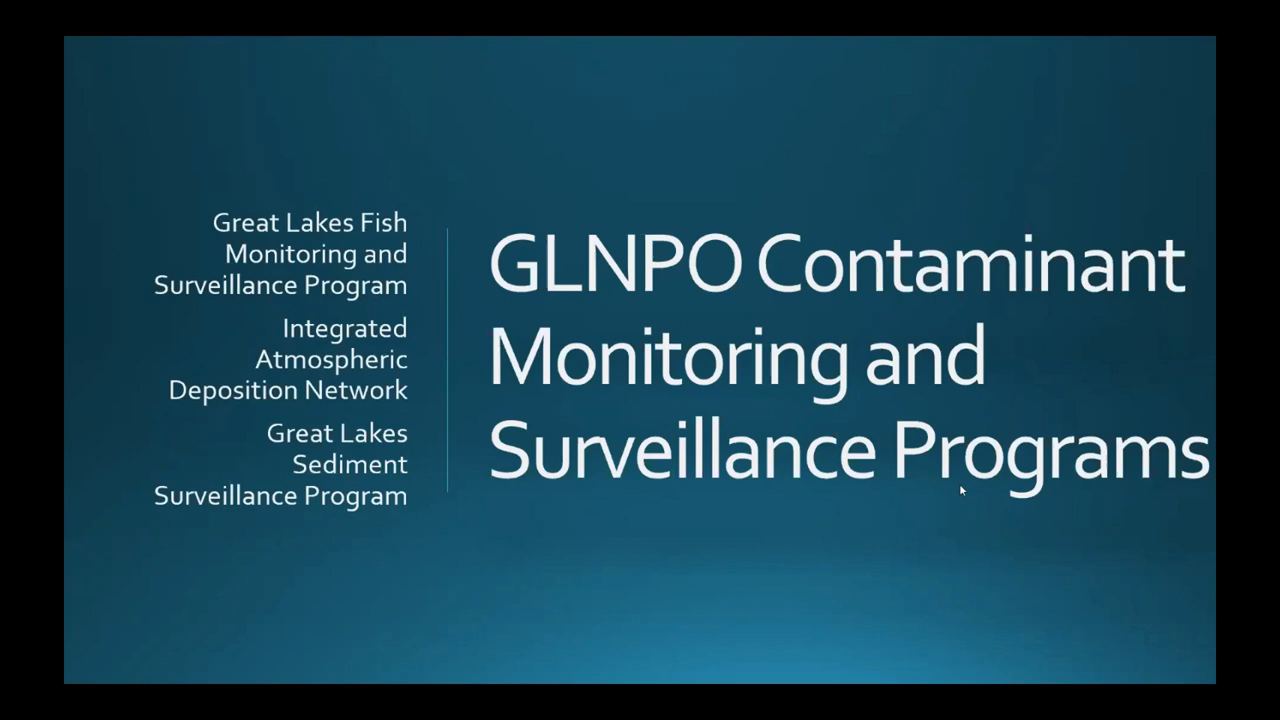 Great Lakes Fish
Monitoring and
Surveillance Program
Integrated
Atmospheric
Deposition Network
Great Lakes
Sediment
Surveillance Program
GLNPO Contaminant
Monitoring and
Surveillance Programs